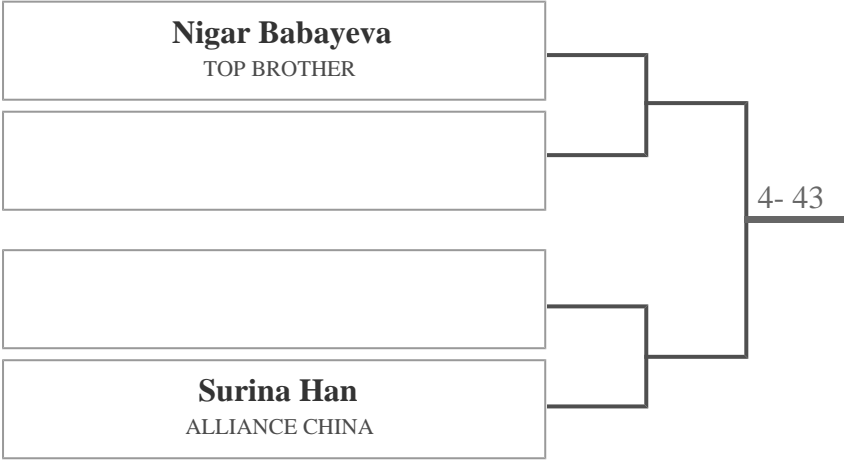 Nigar Babayeva
TOP BROTHER
4- 43
Surina Han
ALLIANCE CHINA